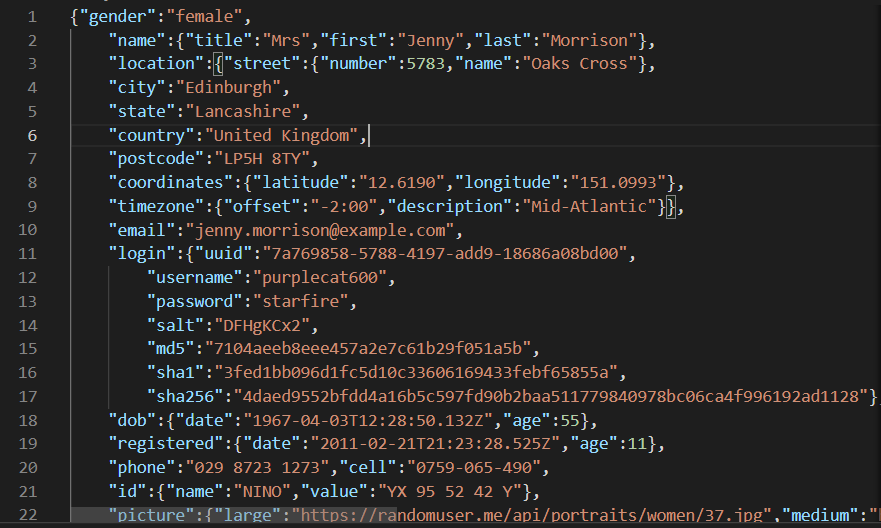 1 {"gender":"female",
2 "name":{"title":"Mrs","first":"Jenny","last":"Morrison"},
3 "location":{"street":{"number":5783,"name":"Oaks Cross"},
4 "city":"Edinburgh",
5 "state":"Lancashire",
6 "country":"United Kingdom",
7 "postcode":"LP5H 8TY",
8 "coordinates":{"latitude":"12.6190","longitude":"151.0993"},
9 "timezone":{"offset":"-2:00","description":"Mid-Atlantic"}},
10 "email":"jenny.morrison@example.com",
11 "login":{"uuid":"7a769858-5788-4197-add9-18686a08bd00",
12 "username":"purplecat600",
13 "password":"starfire",
14 "salt":"DFHgKCx2",
15 "md5":"7104aeeb8eee457a2e7c61b29f051a5b",
16 "sha1":"3fed1bb096d1fc5d10c33606169433febf65855a",
17 "sha256":"4daed9552bfdd4a16b5c597fd90b2baa511779840978bc06ca4f996192ad1128"}
18 "dob":{"date":"1967-04-03T12:28:50.132Z","age":55},
19 "registered":{"date":"2011-02-21T21:23:28.525Z","age":11},
20 "phone":"029 8723 1273","cell":"0759-065-490",
21 "id":{"name":"NINO","value":"YX 95 52 42 Y"},
22 "picture":{"large":"https://randomuser.me/api/portraits/women/37.jpg","medium":"